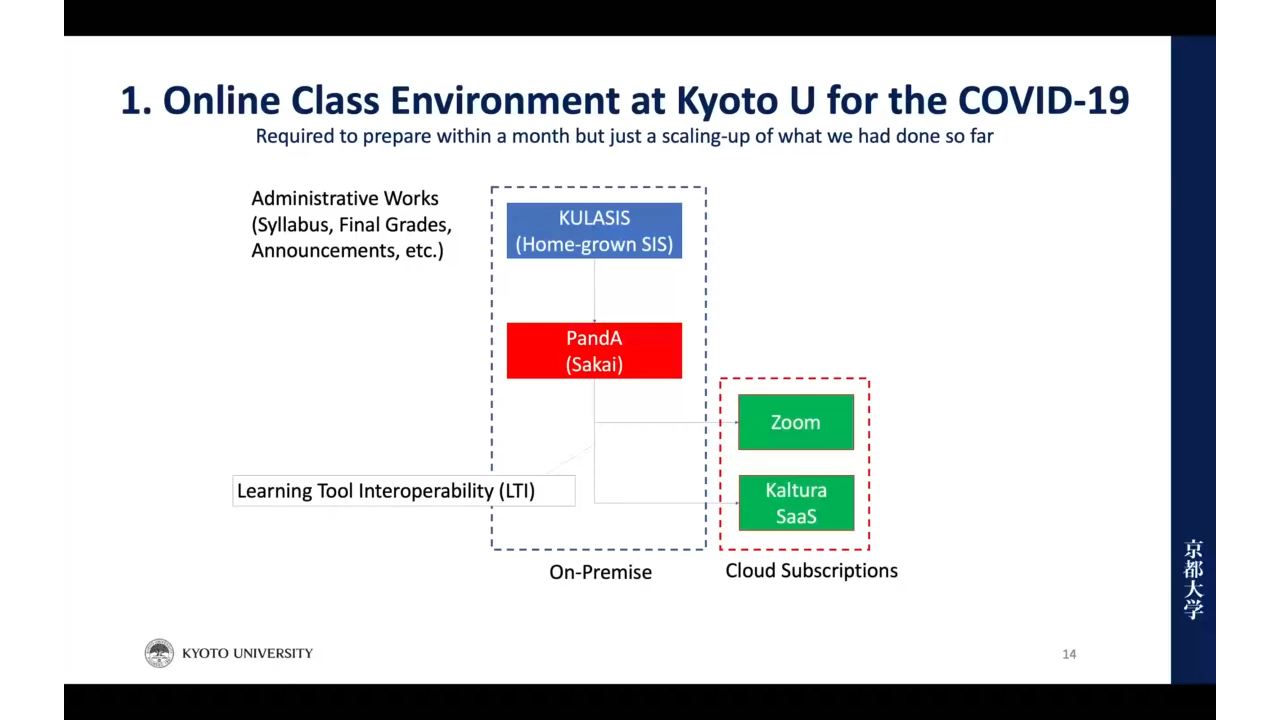 1. Online Class Environment at Kyoto U for the COVID-19
Required to prepare within a month but just a scaling-up of what we had done so far
Administrative Works
(Syllabus, Final Grades,
Announcements, etc.)
KULASIS
(Home-grown SIS)
PandA
(Sakai)
Zoom
Learning Tool Interoperability (LTI)
Kaltura
SaaS
On-Premise
Cloud Subscriptions
京都大学
KYOTO UNIVERSITY
14